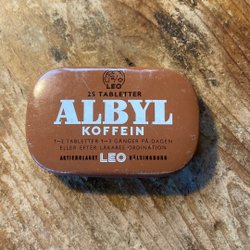 LEO
25 TABLETTER
ALBYL
KOFFEIN
1-2 TABLETTER 1-3 GÅNGER PÅ DAGEN
ELLER EFTER LÄKARES ORDINATION
AKTIEBOLAGET LEO HÄLSINGBORG